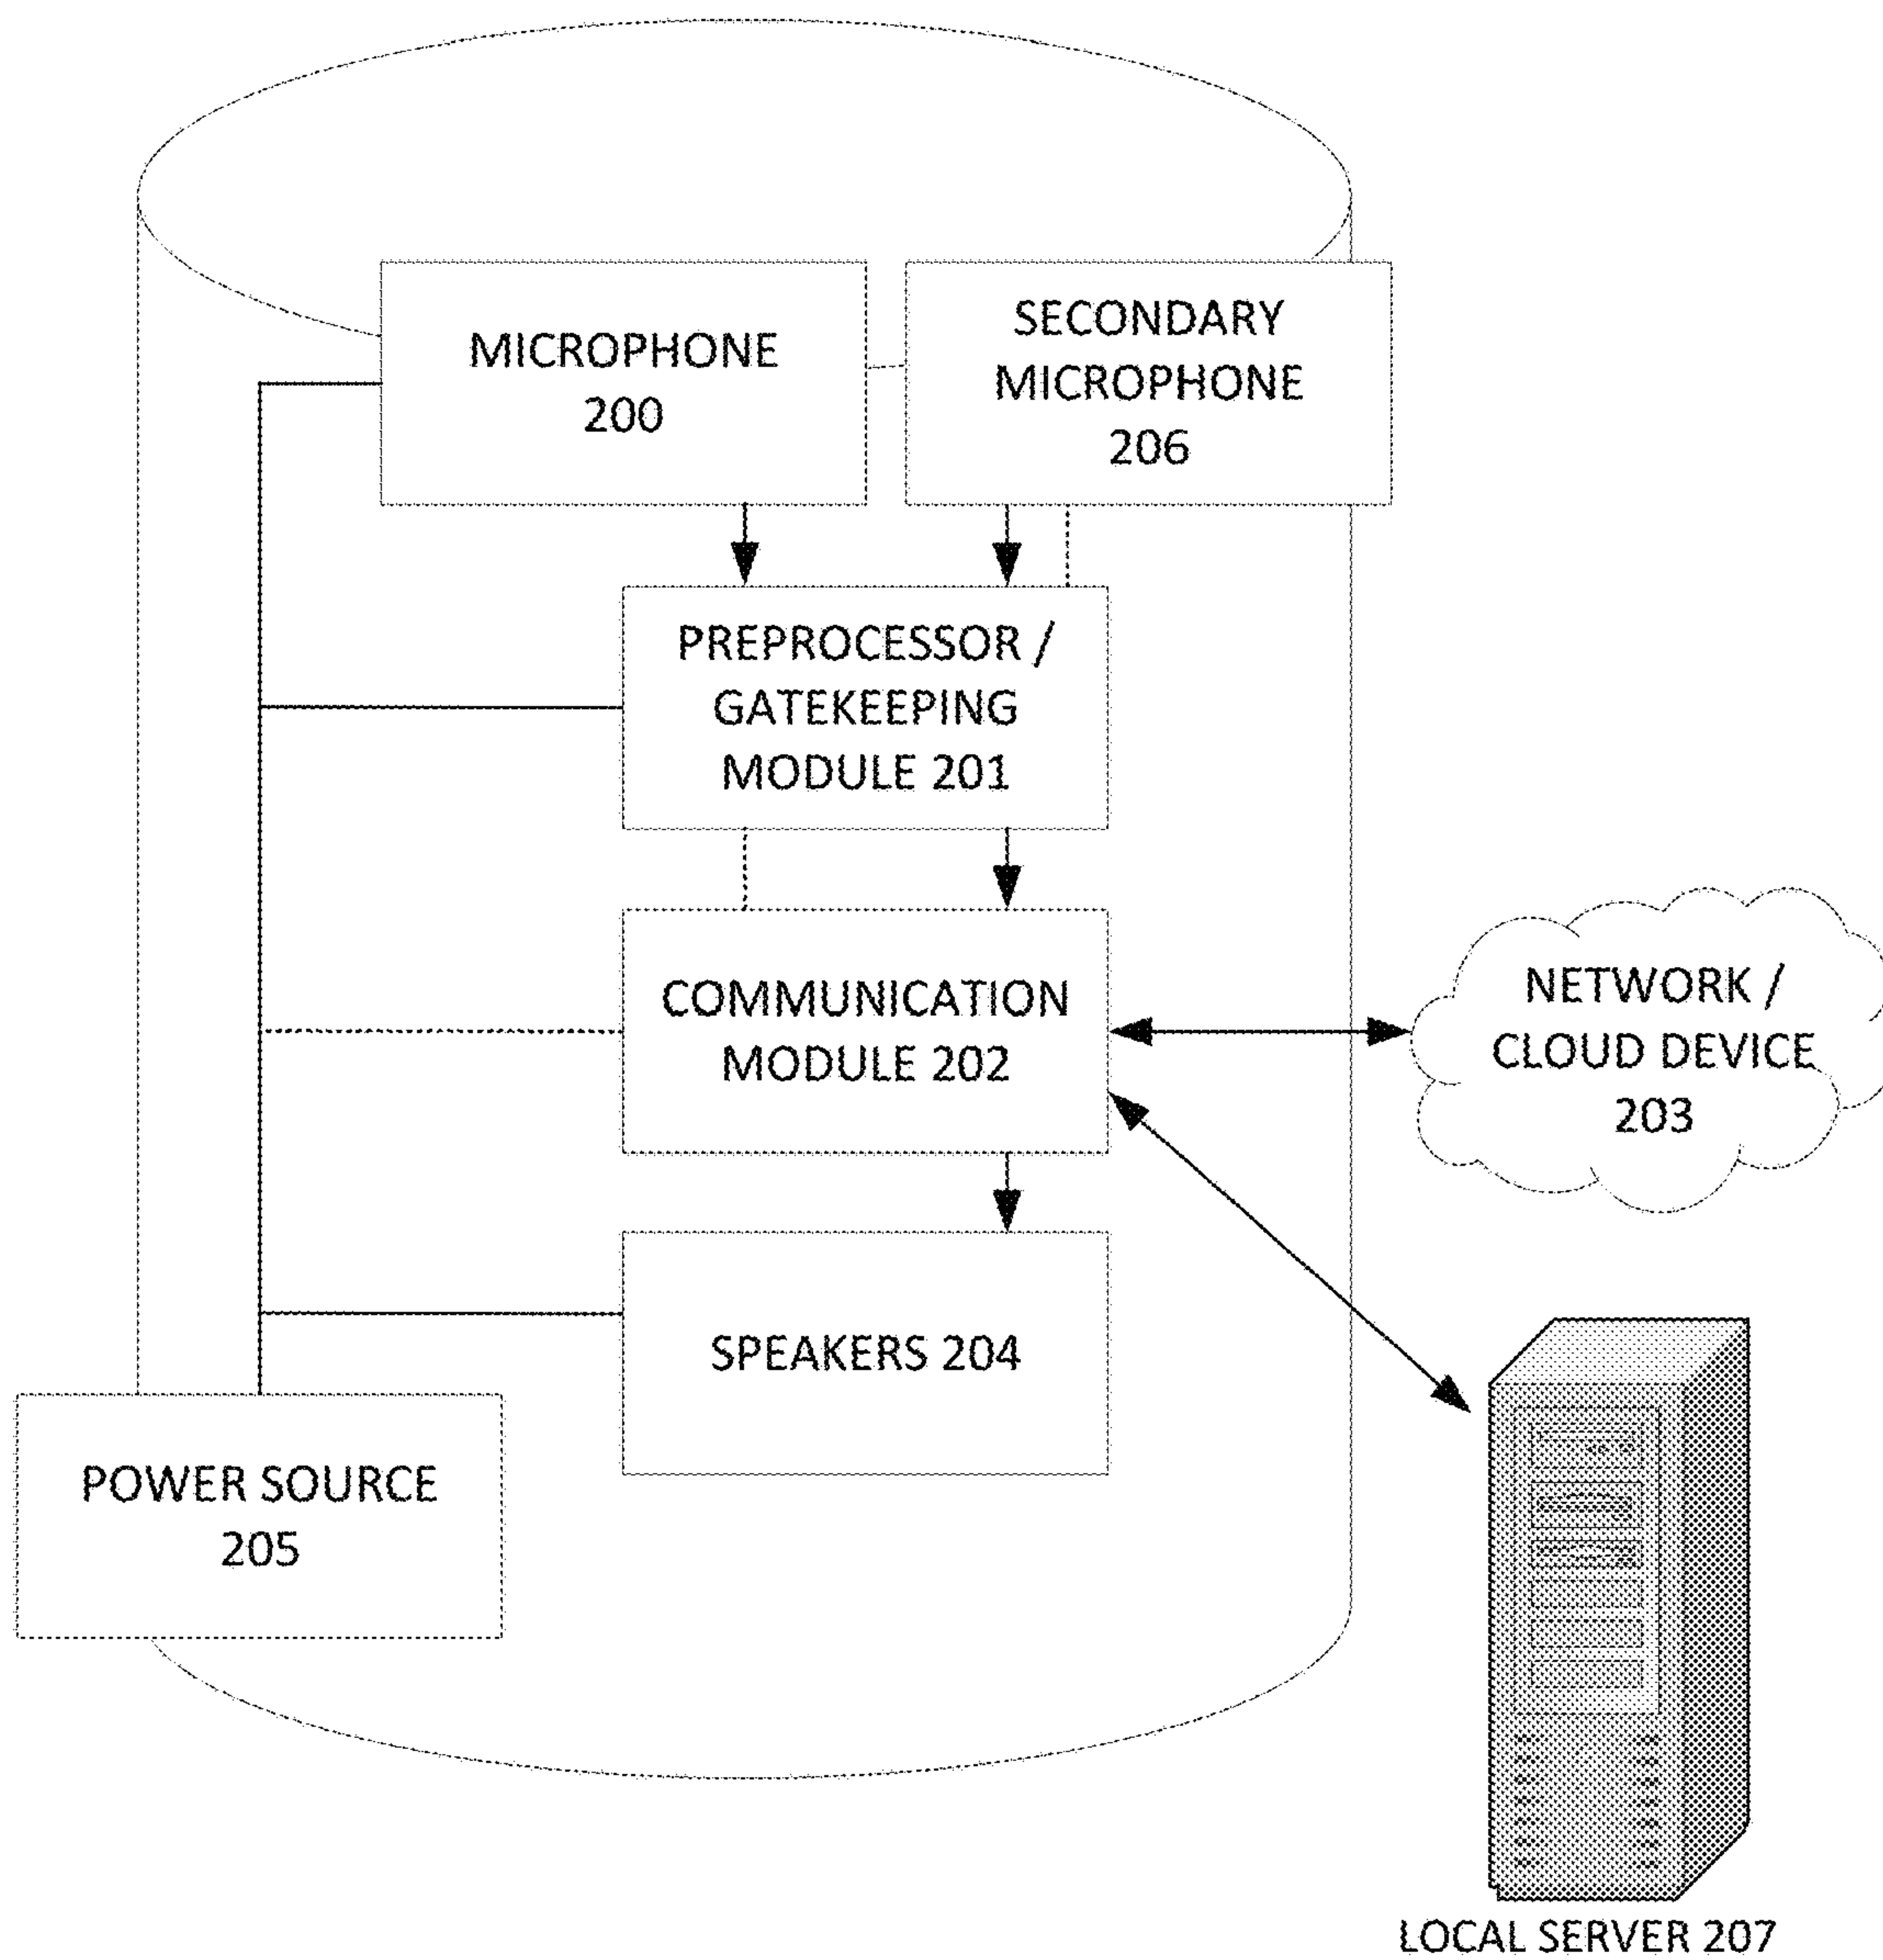 MICROPHONE
200
SECONDARY
MICROPHONE
206
PREPROCESSOR /
GATEKEEPING
MODULE 201
COMMUNICATION
MODULE 202
NETWORK /
CLOUD DEVICE
203
SPEAKERS 204
POWER SOURCE
205
LOCAL SERVER 207